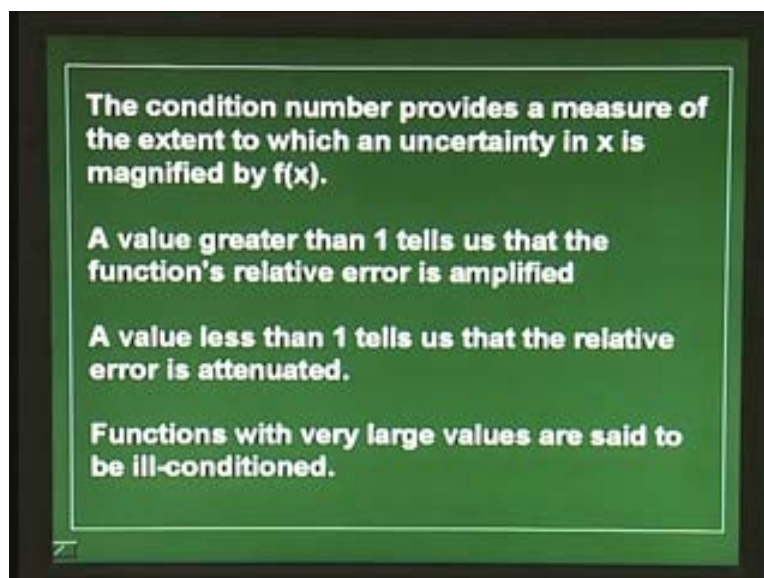 The condition number provides a measure of
the extent to which an uncertainty in x is
magnified by f(x).
A value greater than 1 tells us that the
function's relative error is amplified
A value less than 1 tells us that the relative
error is attenuated.
Functions with very large values are said to
be ill-conditioned.